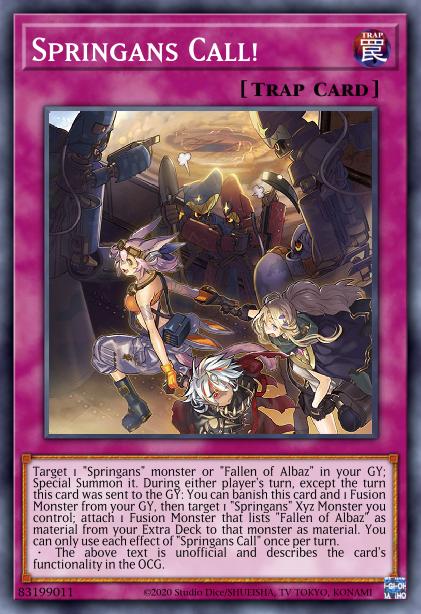 SPRINGANS CALL!
TRAP
罠
[TRAP CARD]
Target 1 "Springans" monster or "Fallen of Albaz" in your GY;
Special Summon it. During either player's turn, except the turn
this card was sent to the GY: You can banish this card and 1 Fusion
Monster from your GY, then target 1 "Springans" Xyz Monster you
control; attach 1 Fusion Monster that lists "Fallen of Albaz" as
material from your Extra Deck to that monster as material. You
can only use each effect of "Springans Call" once per turn.
· The above text is unofficial and describes the card's
functionality in the OCG.
83199011 ©2020 Studio Dice/SHUEISHA, TV TOKYO, KONAMI